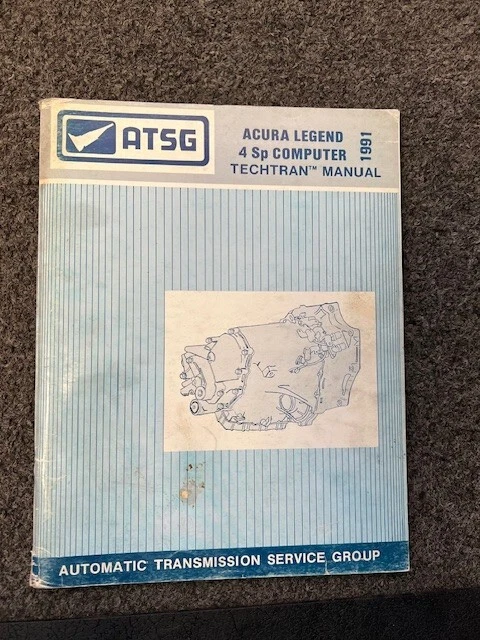 ATSG
ACURA LEGEND
4 Sp COMPUTER
TECHTRAN™ MANUAL
1991
AUTOMATIC TRANSMISSION SERVICE GROUP